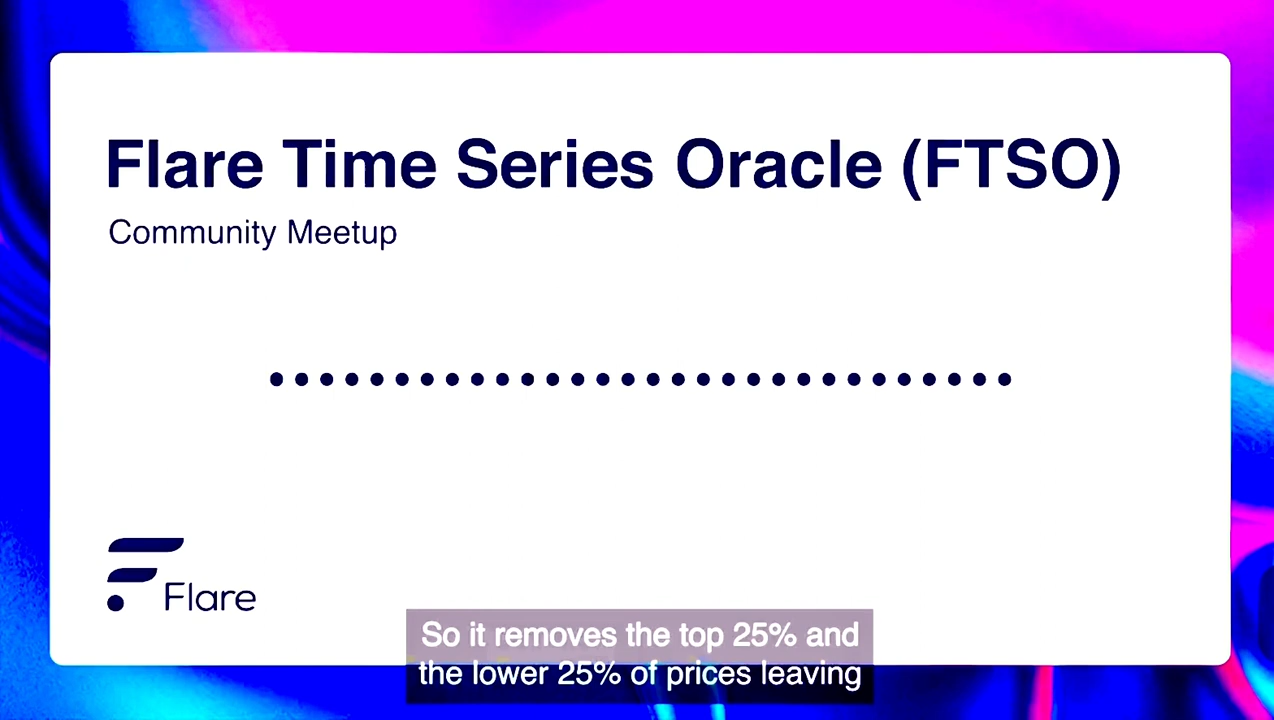 Flare Time Series Oracle (FTSO)
Community Meetup
Flare
So it removes the top 25% and
the lower 25% of prices leaving